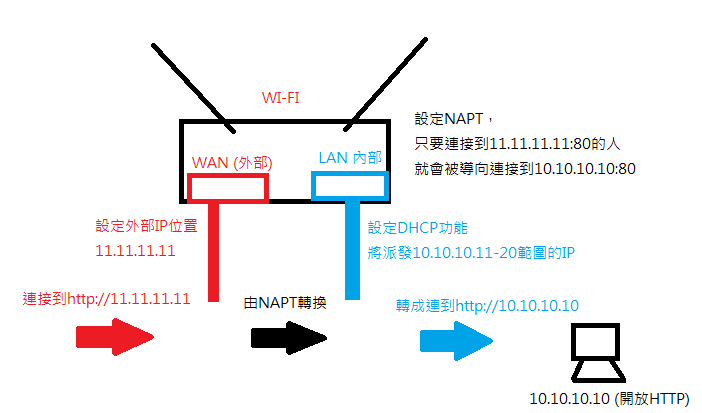 WI-FI
WAN (外部)
LAN 內部
設定NAPT，
只要連接到11.11.11.11:80的人
就會被導向連接到10.10.10.10:80
設定外部IP位置
11.11.11.11
設定DHCP功能
將派發10.10.10.11-20範圍的IP
連接到http://11.11.11.11
由NAPT轉換
轉成連到http://10.10.10.10
10.10.10.10 (開放HTTP)